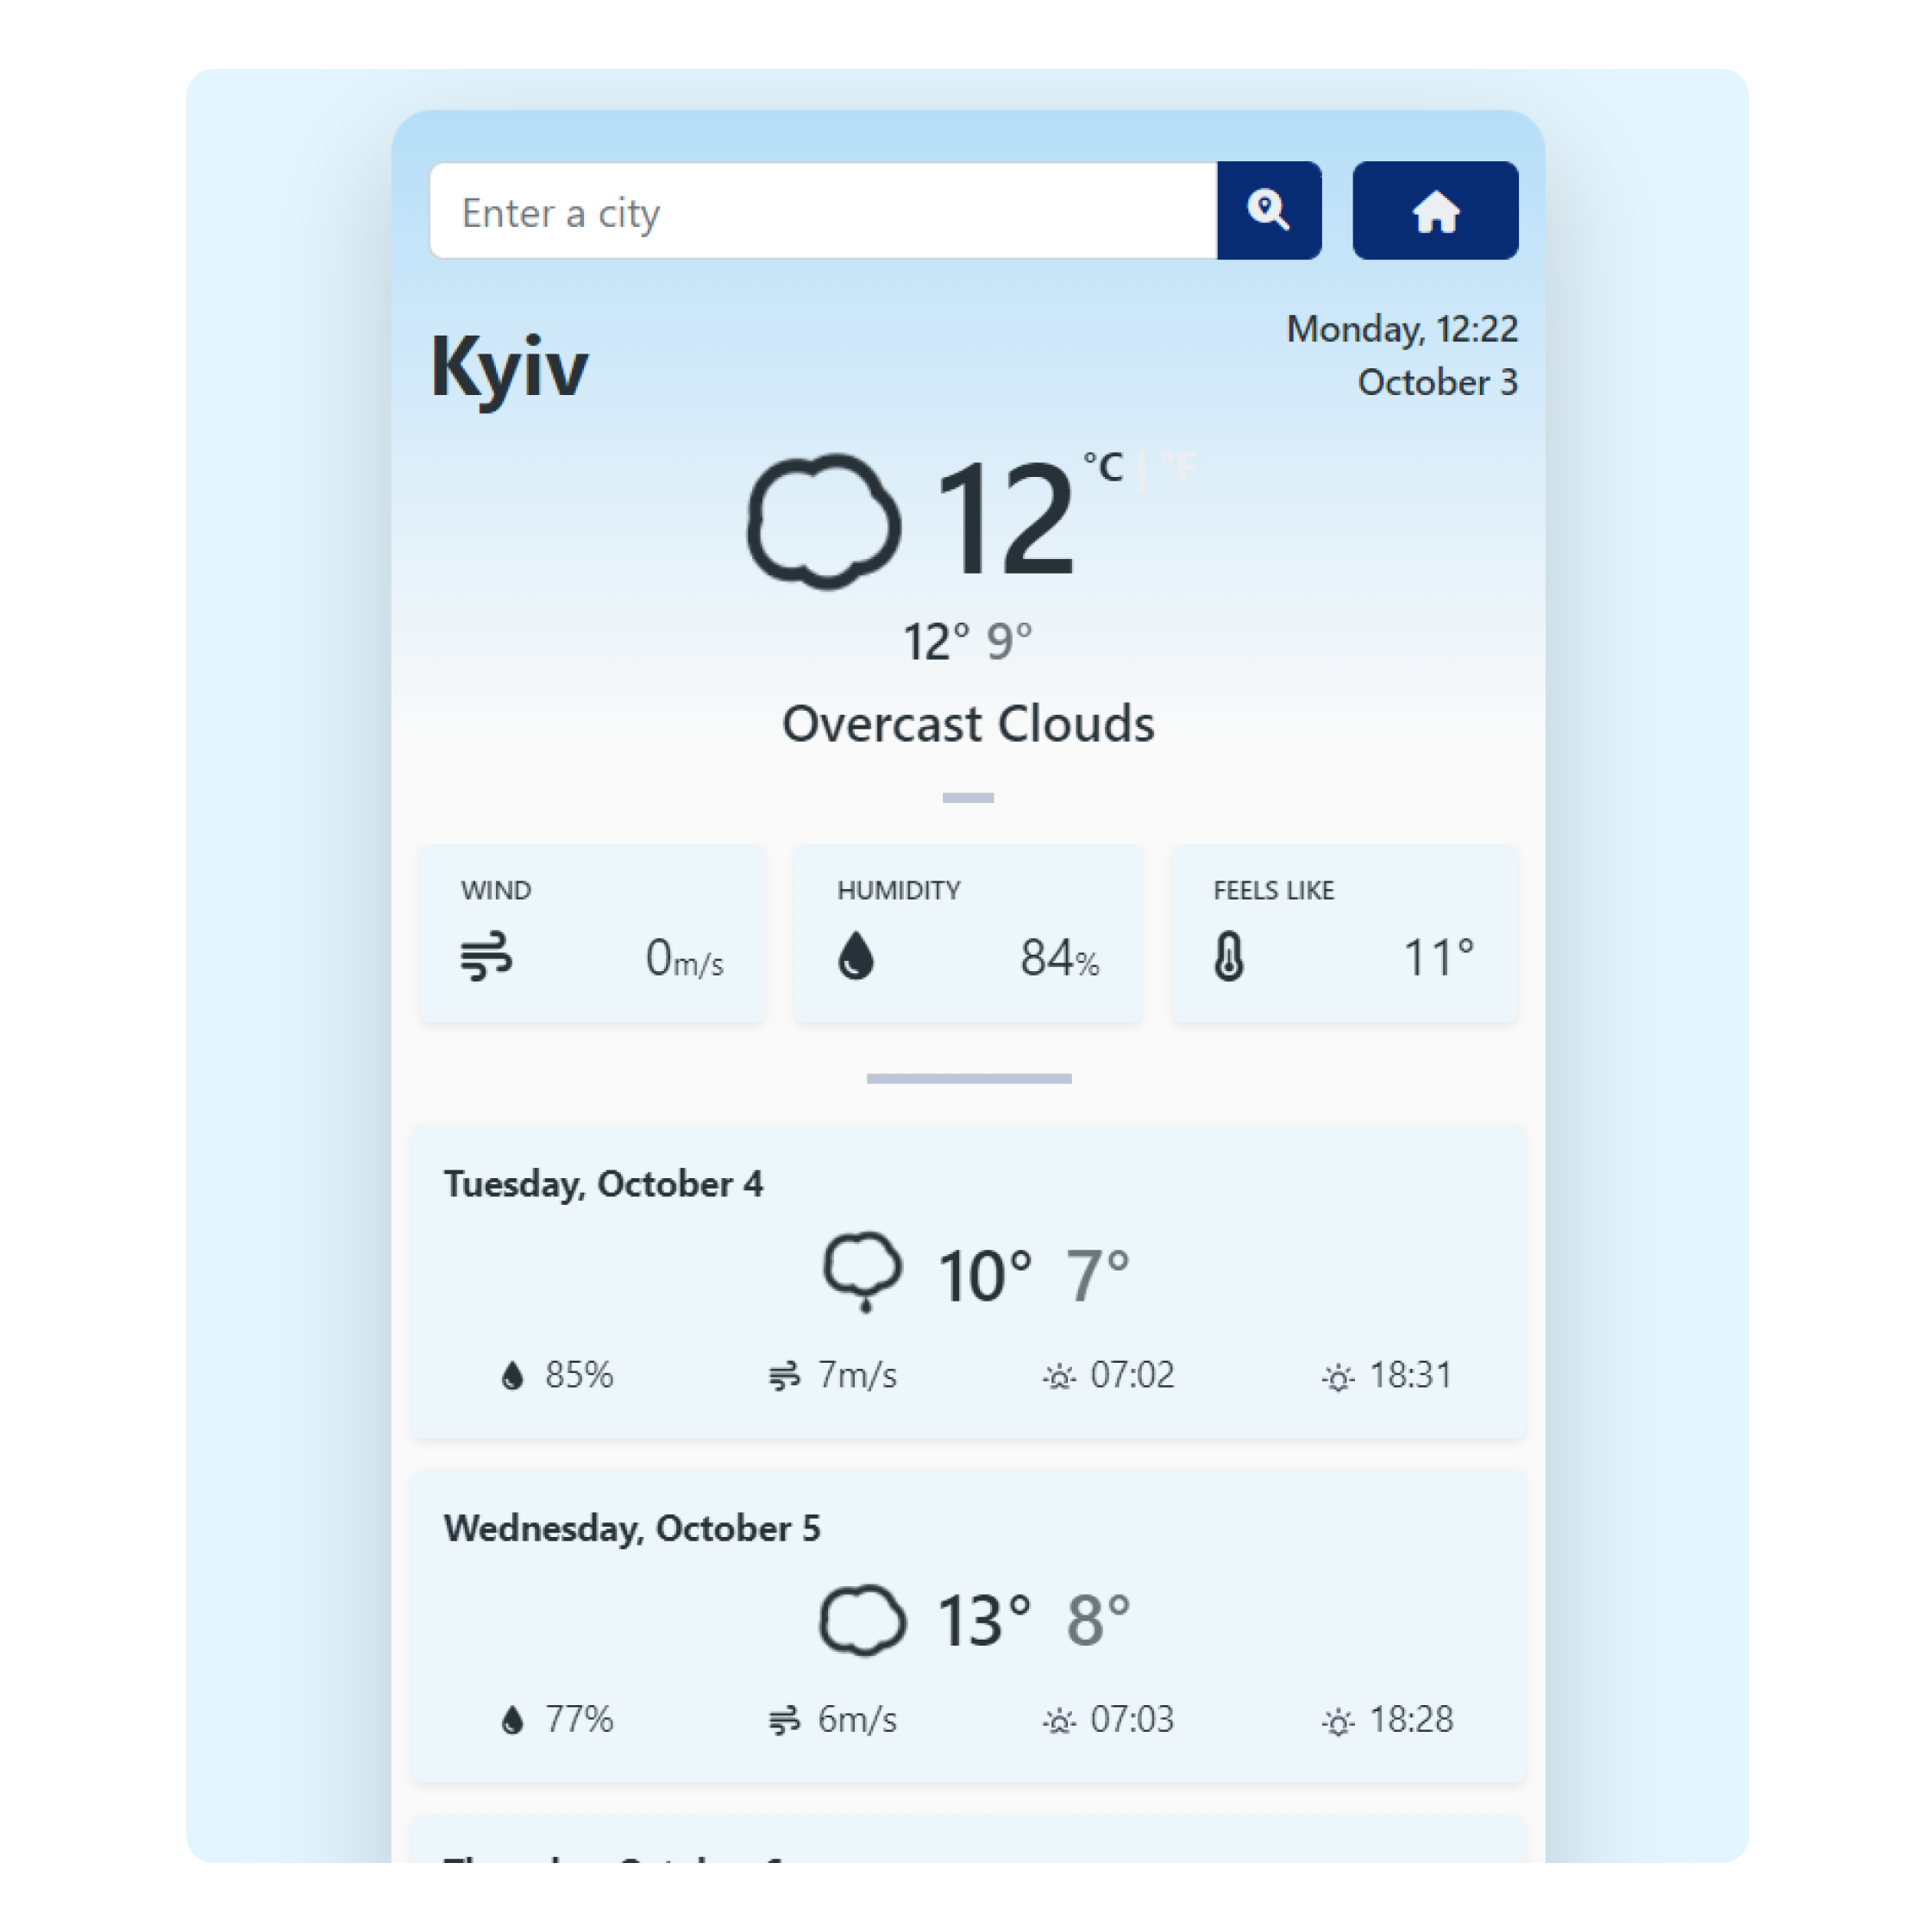 Enter a city
Kyiv
Monday, 12:22
October 3
12 °C | °F
12° 9°
Overcast Clouds
WIND
0m/s
HUMIDITY
84%
FEELS LIKE
11°
Tuesday, October 4
10° 7°
85% 7m/s 07:02 18:31
Wednesday, October 5
13° 8°
77% 6m/s 07:03 18:28